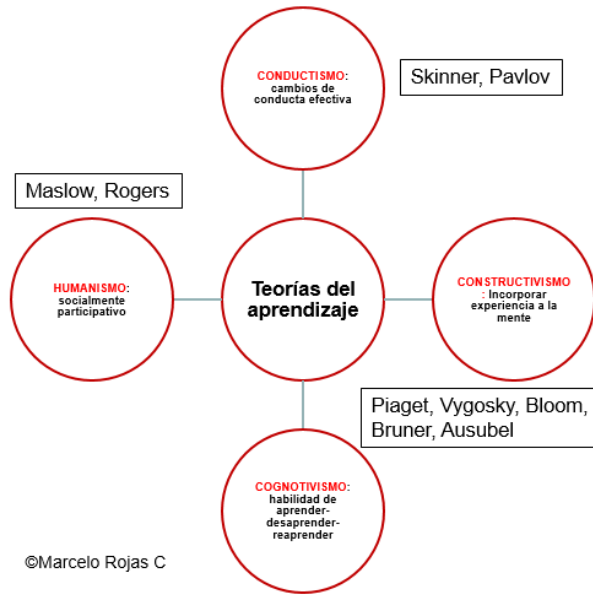 CONDUCTISMO:
cambios de
conducta efectiva
Skinner, Pavlov
Maslow, Rogers
HUMANISMO:
socialmente
participativo
Teorías del
aprendizaje
CONSTRUCTIVISMO
: Incorporar
experiencia a la
mente
Piaget, Vygosky, Bloom,
Bruner, Ausubel
COGNOTIVISMO:
habilidad de
aprender-
desaprender-
reaprender
©Marcelo Rojas C